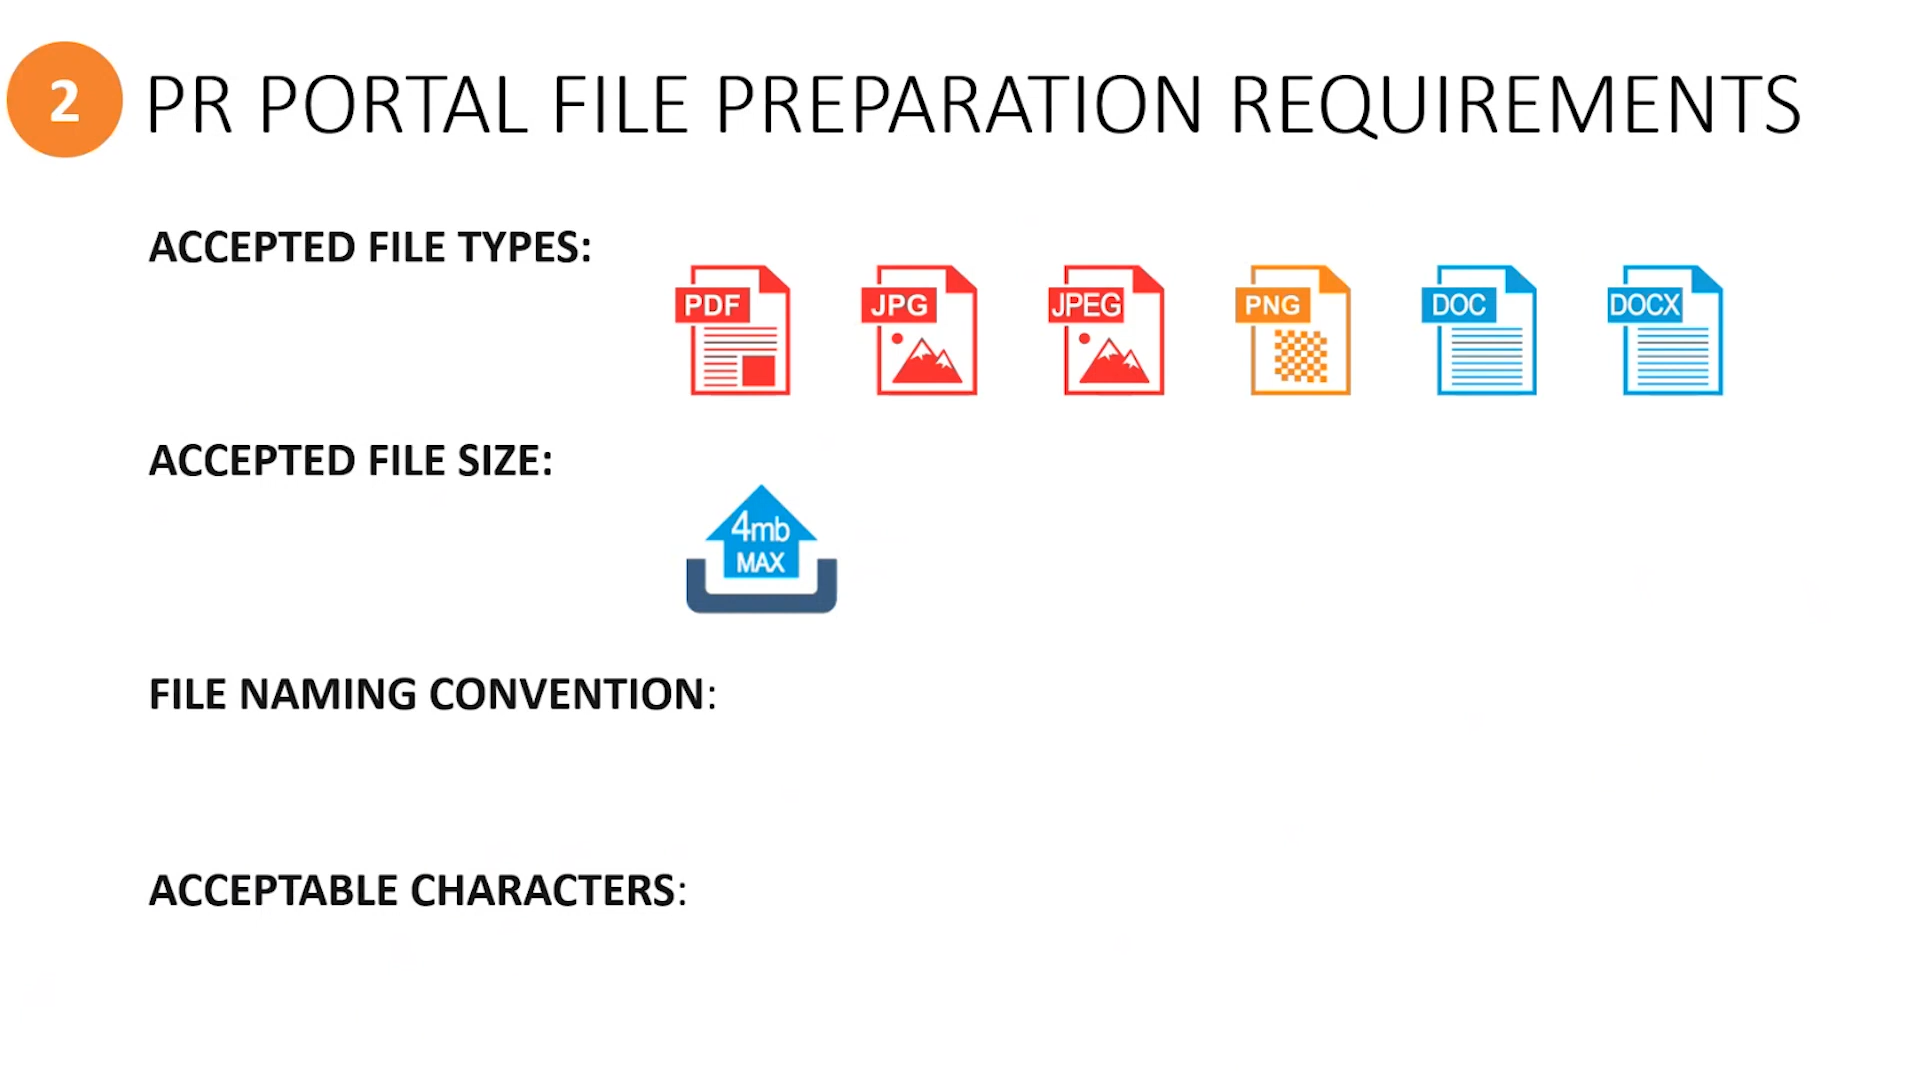 2
PR PORTAL FILE PREPARATION REQUIREMENTS
ACCEPTED FILE TYPES:
PDF JPG JPEG PNG DOC DOCX
ACCEPTED FILE SIZE:
4mb
MAX
FILE NAMING CONVENTION:
ACCEPTABLE CHARACTERS: